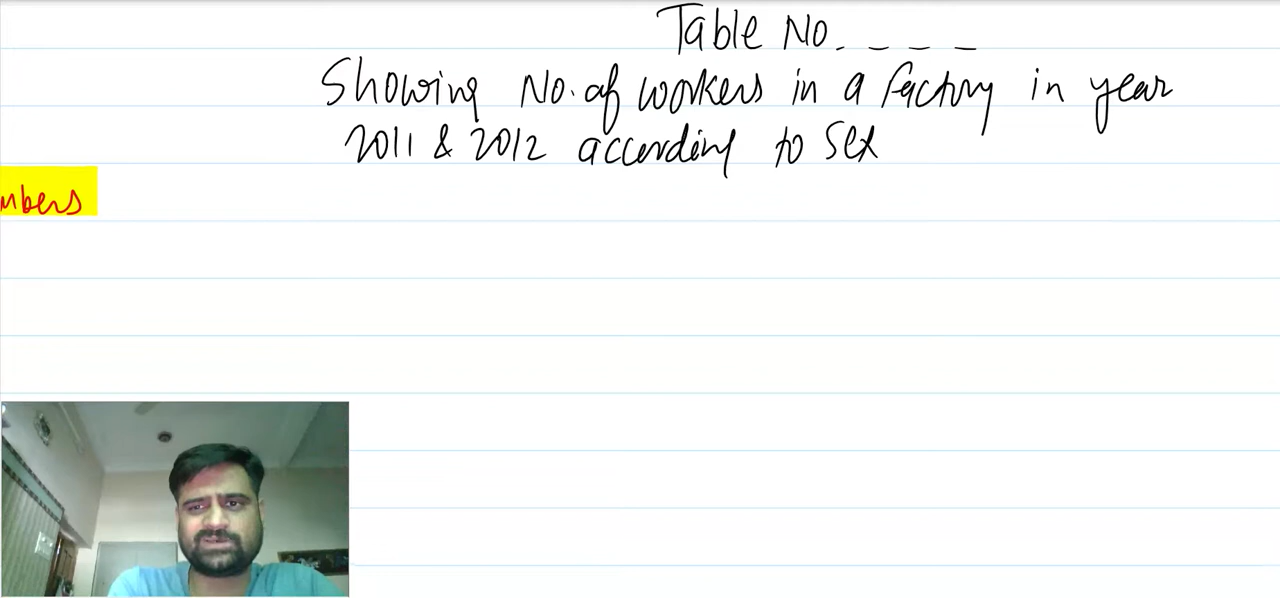 Table No. _ _ _ _
Showing No. of workers in a factory in year
2011 & 2012 according to Sex
mbers